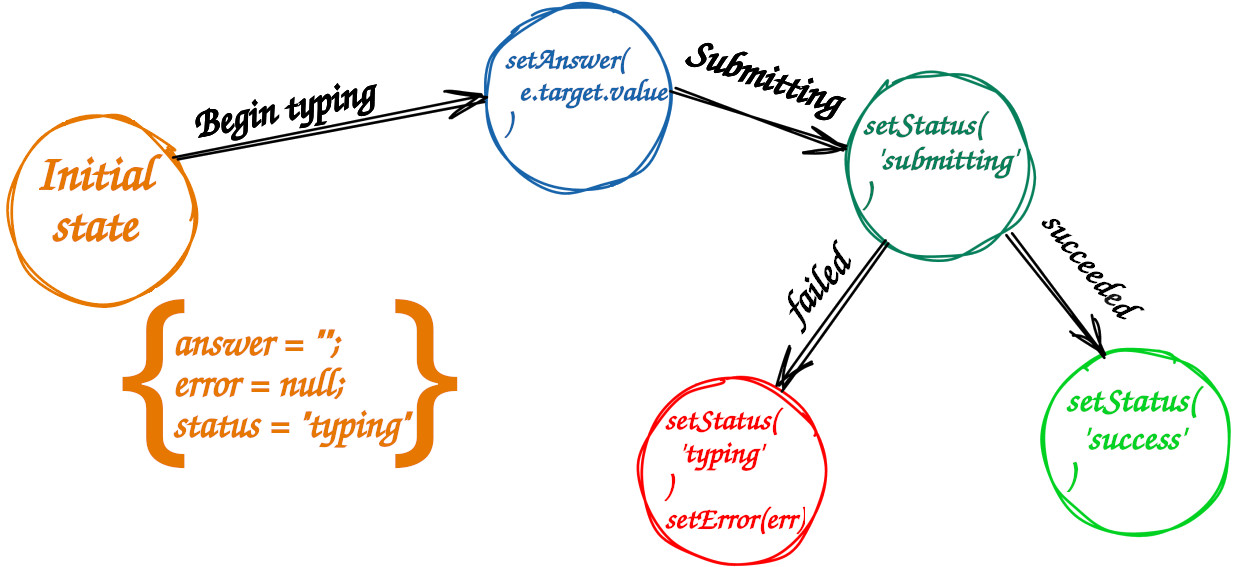 Initial
state
{
answer = "";
error = null;
status = "typing"
}
Begin typing
setAnswer(
e.target.value
)
Submitting
setStatus(
'submitting'
)
failed
setStatus(
'typing'
)
setError(err)
succeeded
setStatus(
'success'
)